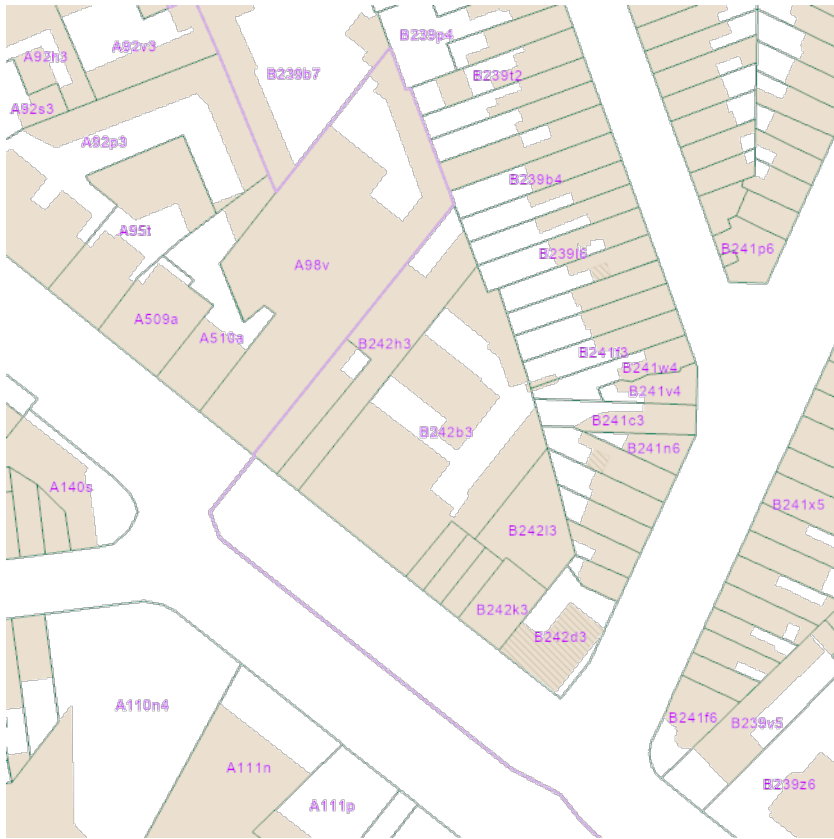 B239p4
A92h3
A92v3
B239b7
B239t2
A92s3
A92p3
B239b4
A95t
B239l6
B241p6
A98v
A509a
A510a
B242h3
B241f3
B241w4
B241v4
B241c3
B242b3
B241n6
A140s
B241x5
B242l3
B242k3
B242d3
A110n4
B241f6
B239v5
A111n
B239z6
A111p